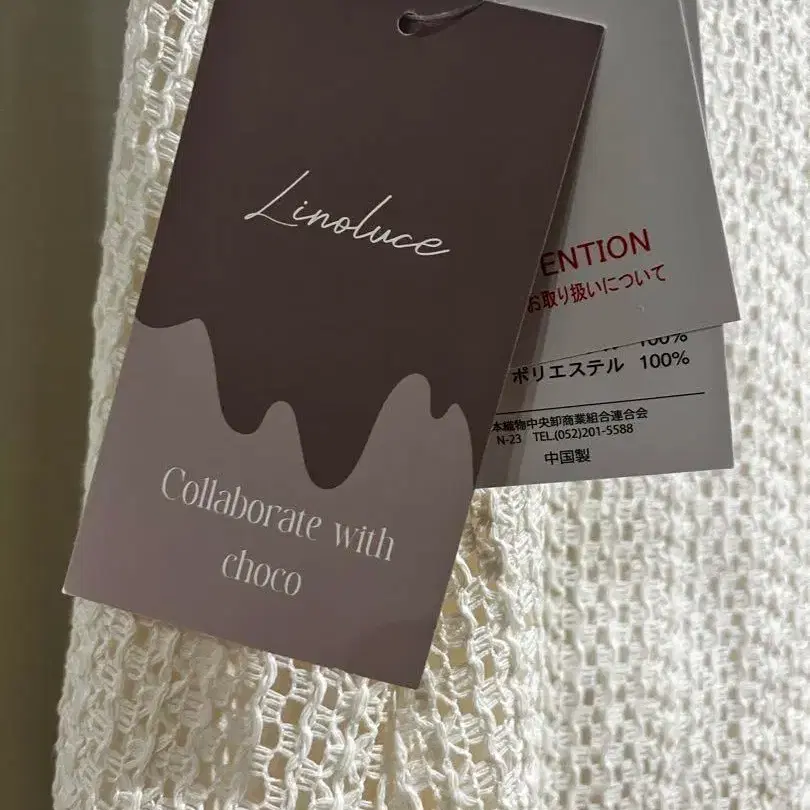 Linoluce
Collaborate with
choco
ENTION
お取り扱いについて
100%
ポリエステル 100%
本織物中央卸商業組合連合会
N-23 TEL.(052)201-5588
中国製